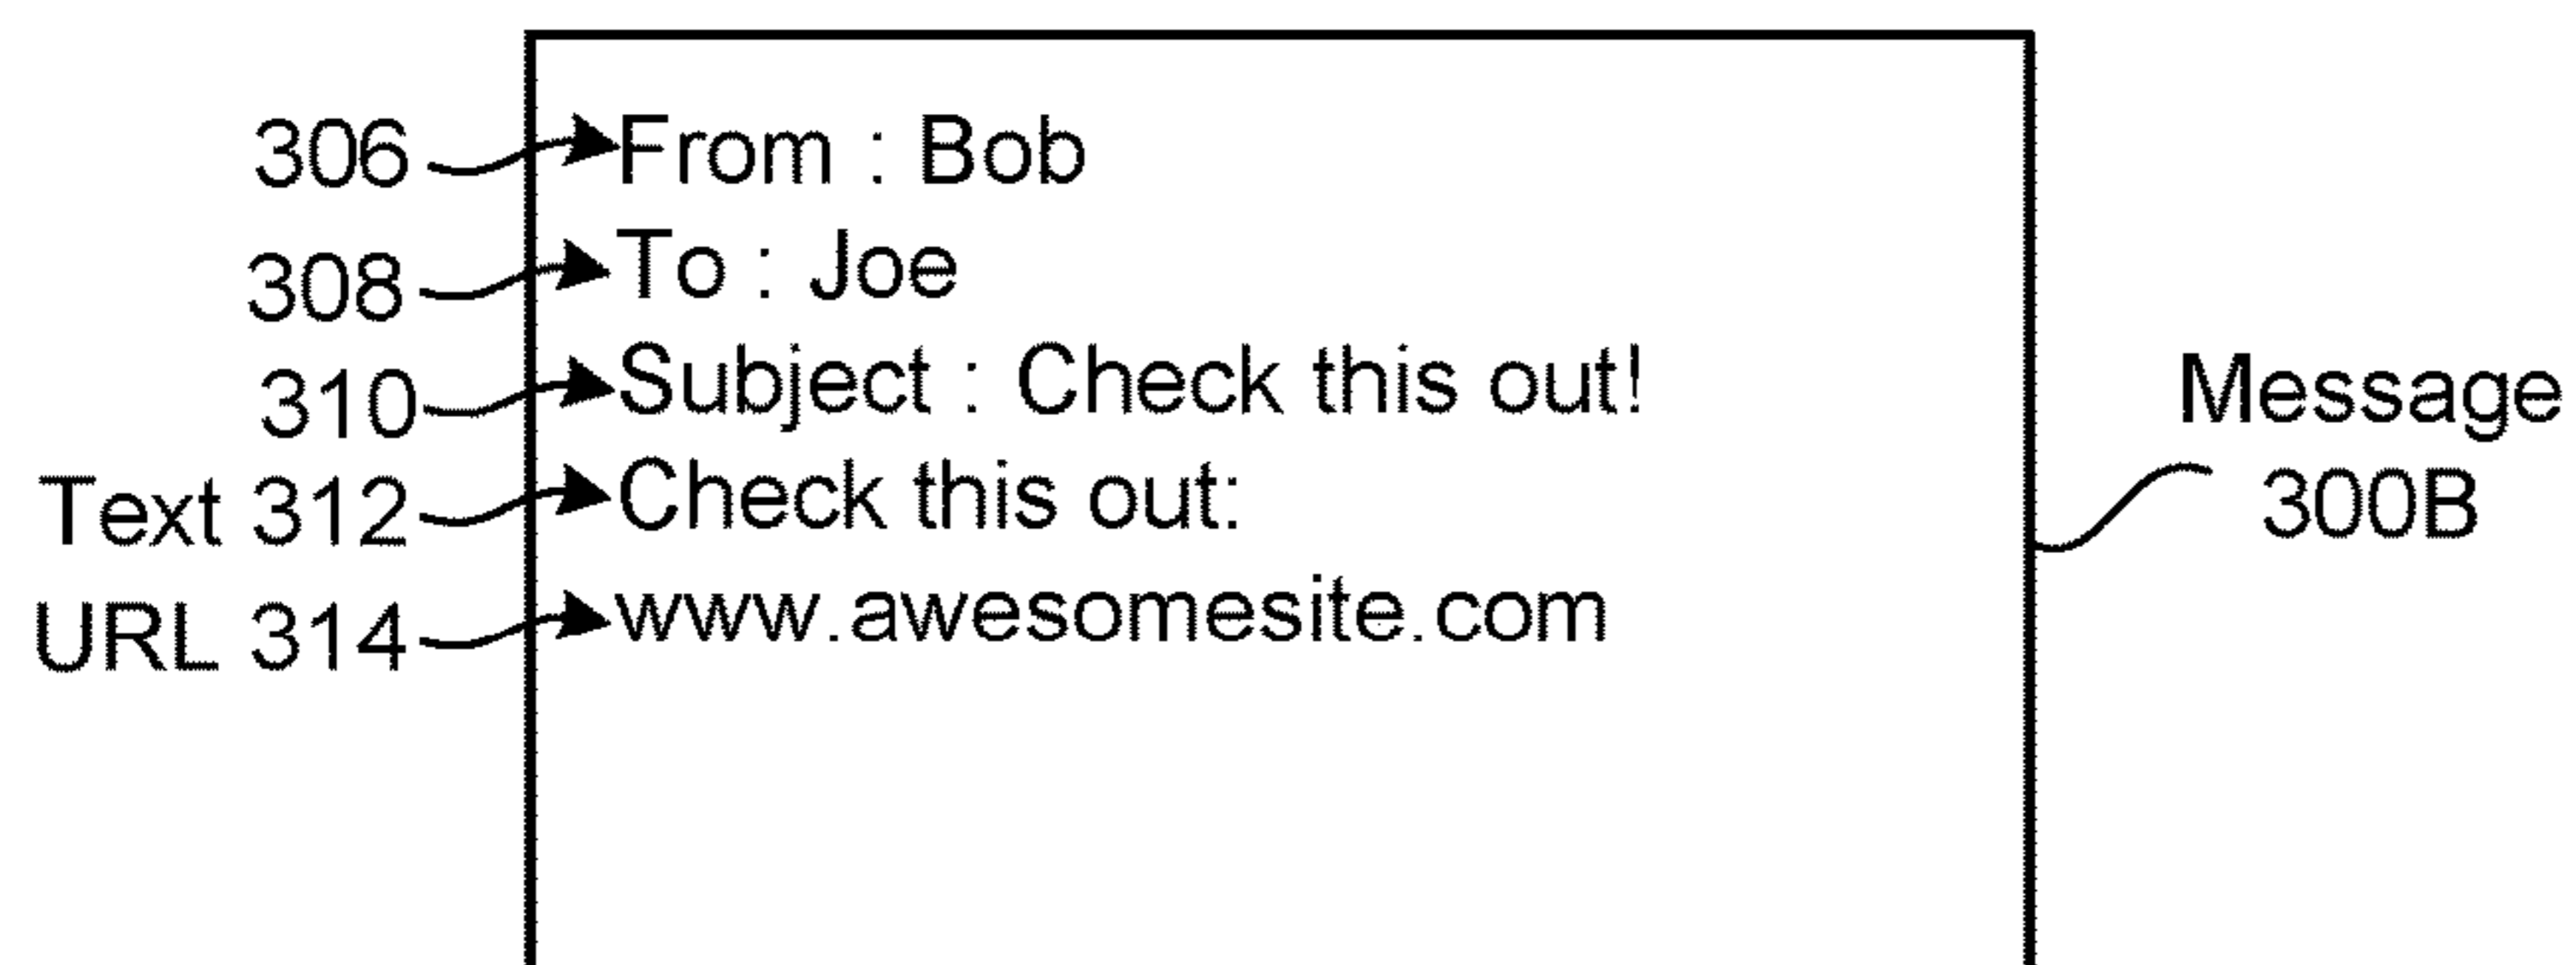 306 From : Bob
308 To : Joe
310 Subject : Check this out!
Text 312 Check this out:
URL 314 www.awesomesite.com
Message
300B